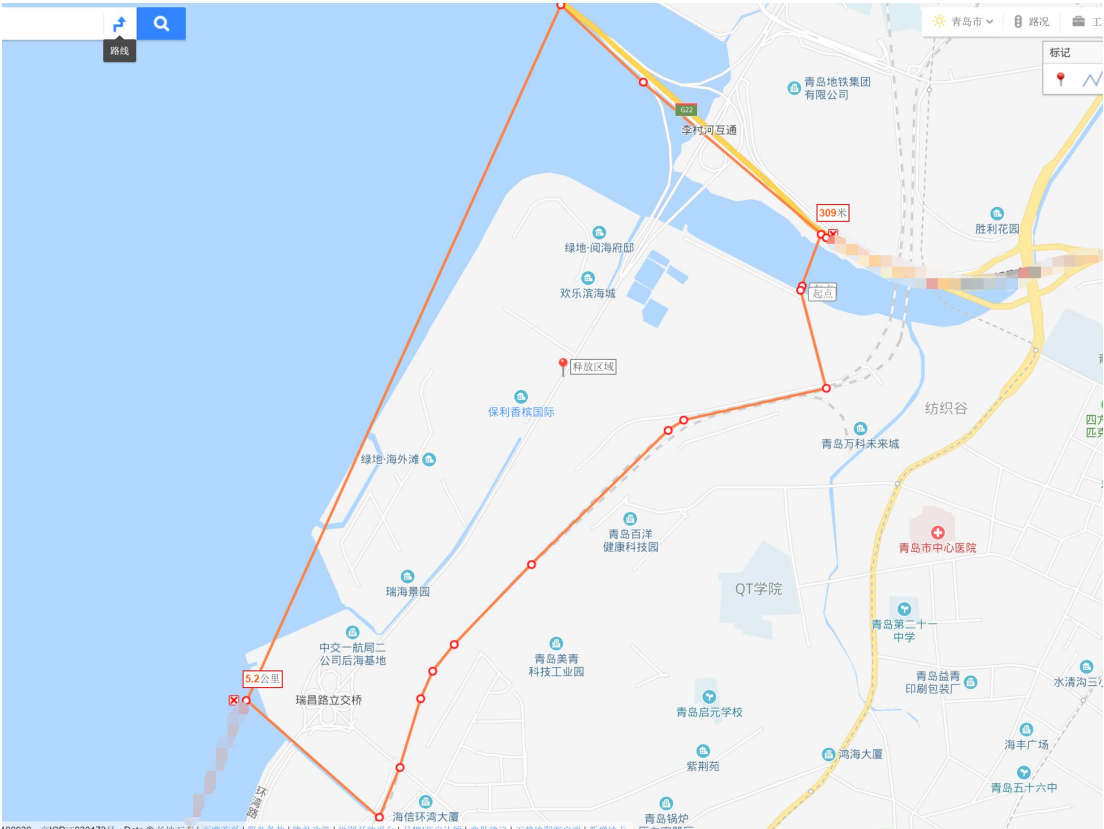 路线
青岛市
路况
工
标记
G22
李村河互通
青岛地铁集团
有限公司
309米
胜利花园
绿地·阅海府邸
欢乐滨海城
起点
释放区域
保利香槟国际
纺织谷
四方
青岛万科未来城
绿地·海外滩
青岛百洋
健康科技园
青岛市中心医院
瑞海景园
QT学院
青岛第二十一
中学
中交一航局二
公司后海基地
青岛美青
科技工业园
5.2公里
瑞昌路立交桥
青岛益青
印刷包装厂
水清沟三小
青岛启元学校
海丰广场
紫荆苑
鸿海大厦
青岛五十六中
环湾路
海信环湾大厦
青岛锅炉